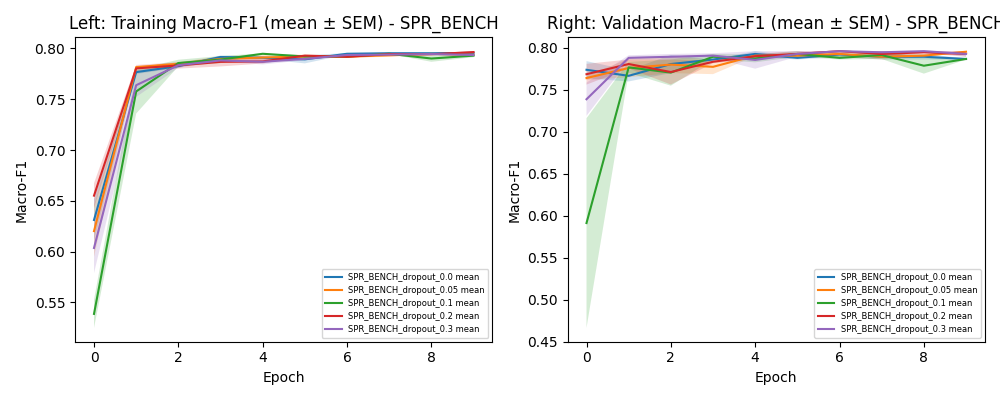 Left: Training Macro-F1 (mean ± SEM) - SPR_BENCH
Macro-F1
0.80
0.75
0.70
0.65
0.60
0.55
0 2 4 6 8
Epoch
SPR_BENCH_dropout_0.0 mean
SPR_BENCH_dropout_0.05 mean
SPR_BENCH_dropout_0.1 mean
SPR_BENCH_dropout_0.2 mean
SPR_BENCH_dropout_0.3 mean
Right: Validation Macro-F1 (mean ± SEM) - SPR_BENC
Macro-F1
0.80
0.75
0.70
0.65
0.60
0.55
0.50
0.45
0 2 4 6 8
Epoch
SPR_BENCH_dropout_0.0 mean
SPR_BENCH_dropout_0.05 mean
SPR_BENCH_dropout_0.1 mean
SPR_BENCH_dropout_0.2 mean
SPR_BENCH_dropout_0.3 mean